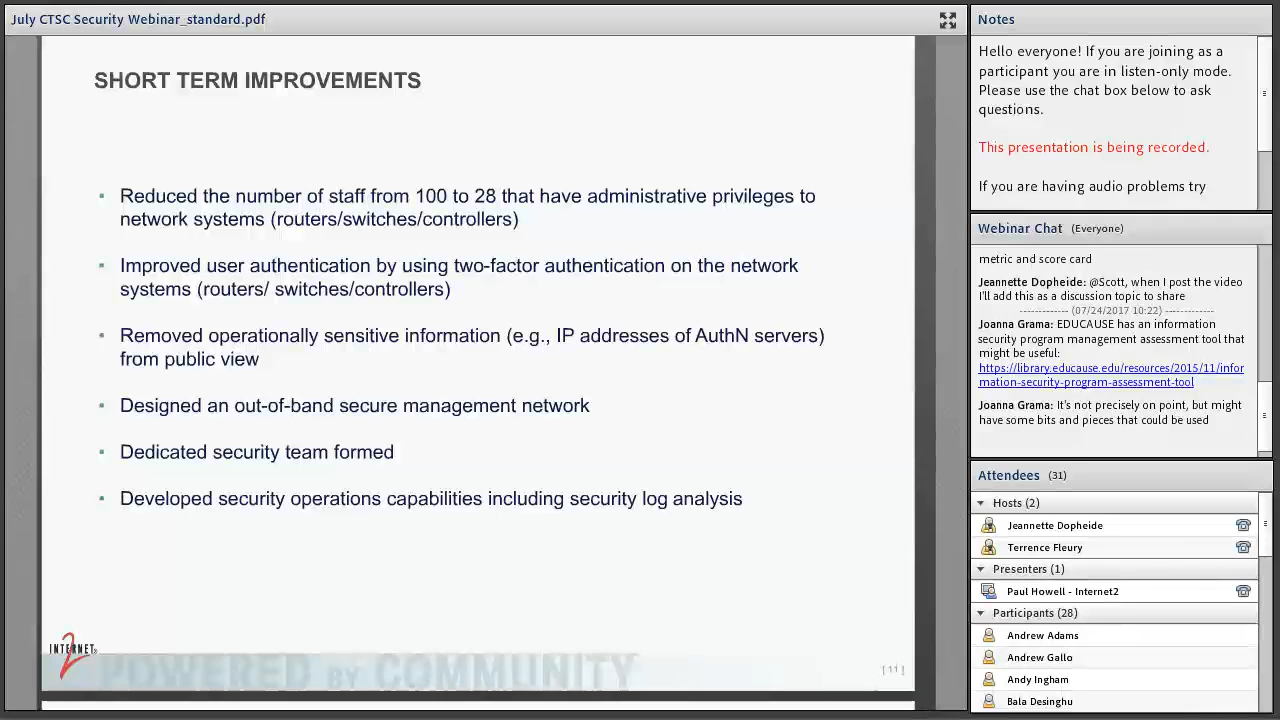 July CTSC Security Webinar_standard.pdf
SHORT TERM IMPROVEMENTS
Reduced the number of staff from 100 to 28 that have administrative privileges to
network systems (routers/switches/controllers)
Improved user authentication by using two-factor authentication on the network
systems (routers/ switches/controllers)
Removed operationally sensitive information (e.g., IP addresses of AuthN servers)
from public view
Designed an out-of-band secure management network
Dedicated security team formed
Developed security operations capabilities including security log analysis
INTERNET
2
COMMUNITY
[ 11 ]
Notes
Hello everyone! If you are joining as a
participant you are in listen-only mode.
Please use the chat box below to ask
questions.
This presentation is being recorded.
If you are having audio problems try
Webinar Chat (Everyone)
metric and score card
Jeannette Dopheide: @Scott, when I post the video
I'll add this as a discussion topic to share
------------- (07/24/2017 10:22) -------------
Joanna Grama: EDUCAUSE has an information
security program management assessment tool that
might be useful:
https://library.educause.edu/resources/2015/11/infor
mation-security-program-assessment-tool
Joanna Grama: It's not precisely on point, but might
have some bits and pieces that could be used
Attendees (31)
Hosts (2)
Jeannette Dopheide
Terrence Fleury
Presenters (1)
Paul Howell - Internet2
Participants (28)
Andrew Adams
Andrew Gallo
Andy Ingham
Bala Desinghu